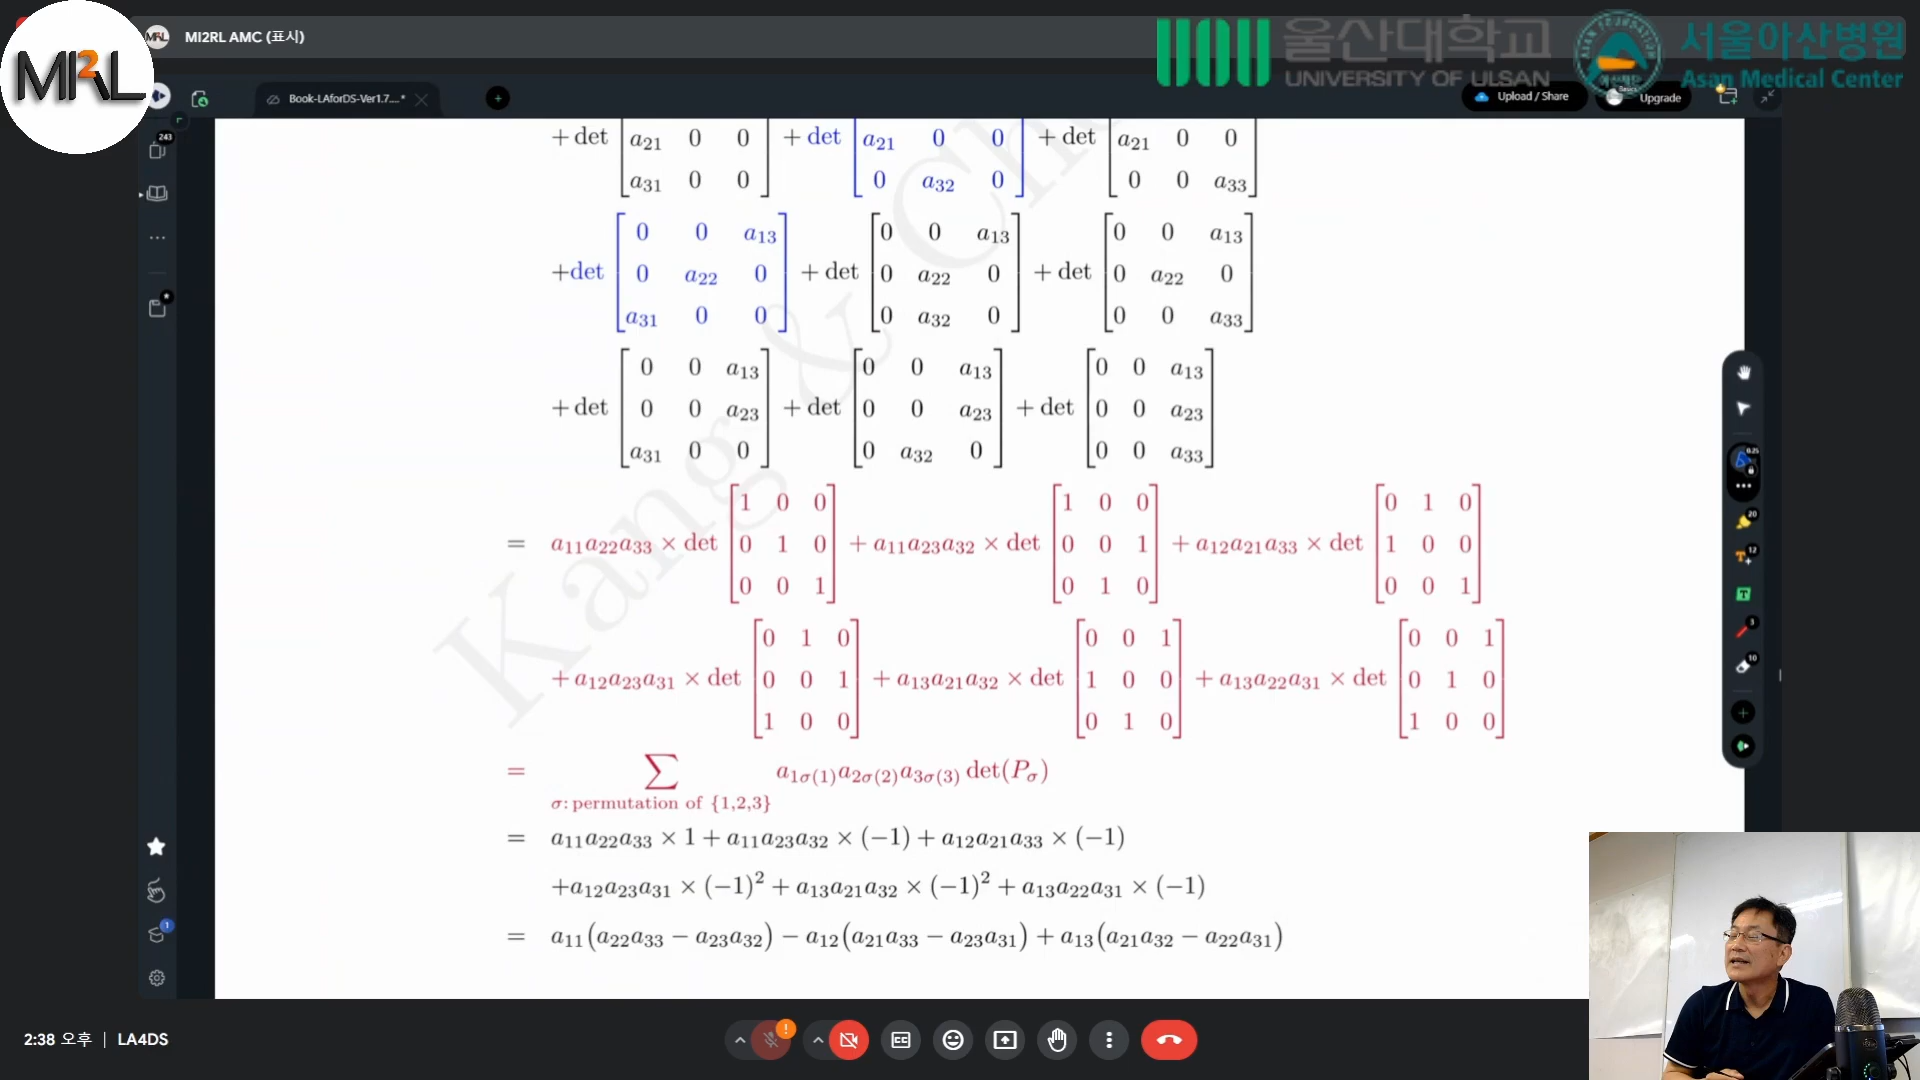 MI2RL
MI2RL AMC (표시)
울산대학교
UNIVERSITY OF ULSAN
서울아산병원
Asan Medical Center
Book-LAforDS-Ver1.7....*
Upload / Share
Upgrade
243
+ det [a21 0 0; a31 0 0] + det [a21 0 0; 0 a32 0] + det [a21 0 0; 0 0 a33]
+det [0 0 a13; 0 a22 0; a31 0 0] + det [0 0 a13; 0 a22 0; 0 a32 0] + det [0 0 a13; 0 a22 0; 0 0 a33]
+ det [0 0 a13; 0 0 a23; a31 0 0] + det [0 0 a13; 0 0 a23; 0 a32 0] + det [0 0 a13; 0 0 a23; 0 0 a33]
= a11a22a33 × det [1 0 0; 0 1 0; 0 0 1] + a11a23a32 × det [1 0 0; 0 0 1; 0 1 0] + a12a21a33 × det [0 1 0; 1 0 0; 0 0 1]
+ a12a23a31 × det [0 1 0; 0 0 1; 1 0 0] + a13a21a32 × det [0 0 1; 1 0 0; 0 1 0] + a13a22a31 × det [0 0 1; 0 1 0; 1 0 0]
= ∑ a1σ(1)a2σ(2)a3σ(3) det(Pσ)
σ: permutation of {1,2,3}
= a11a22a33 × 1 + a11a23a32 × (−1) + a12a21a33 × (−1)
+a12a23a31 × (−1)² + a13a21a32 × (−1)² + a13a22a31 × (−1)
= a11(a22a33 − a23a32) − a12(a21a33 − a23a31) + a13(a21a32 − a22a31)
Kang & Ch
2:38 오후 | LA4DS